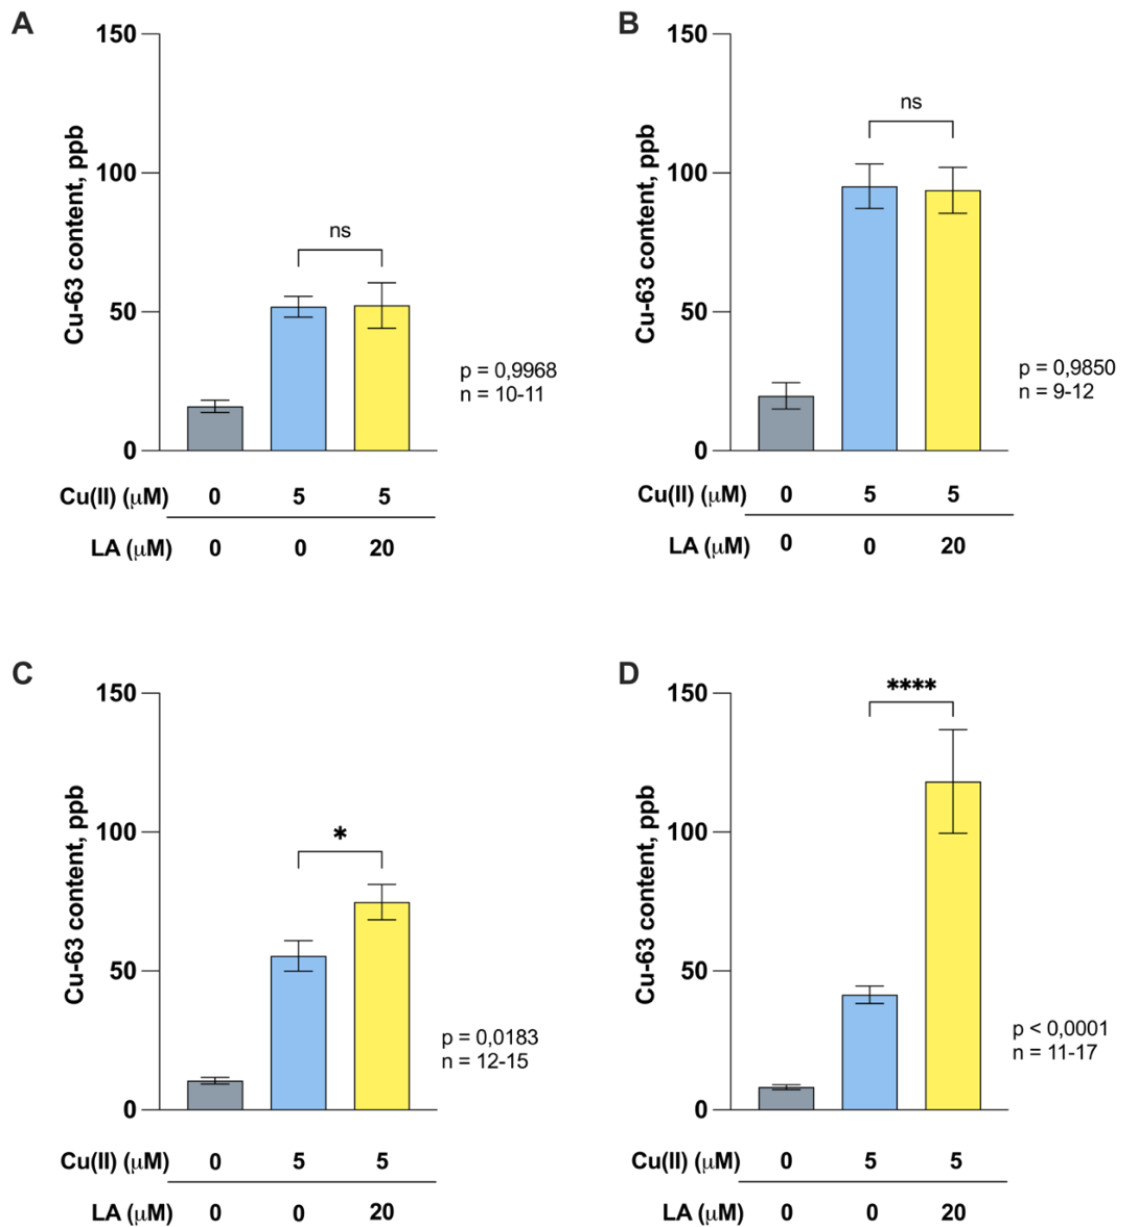 A
150
100
50
0
Cu-63 content, ppb
ns
p = 0,9968
n = 10-11
Cu(II) (μM) 0 5 5
LA (μM) 0 0 20
B
150
100
50
0
Cu-63 content, ppb
ns
p = 0,9850
n = 9-12
Cu(II) (μM) 0 5 5
LA (μM) 0 0 20
C
150
100
50
0
Cu-63 content, ppb
*
p = 0,0183
n = 12-15
Cu(II) (μM) 0 5 5
LA (μM) 0 0 20
D
150
100
50
0
Cu-63 content, ppb
****
p < 0,0001
n = 11-17
Cu(II) (μM) 0 5 5
LA (μM) 0 0 20